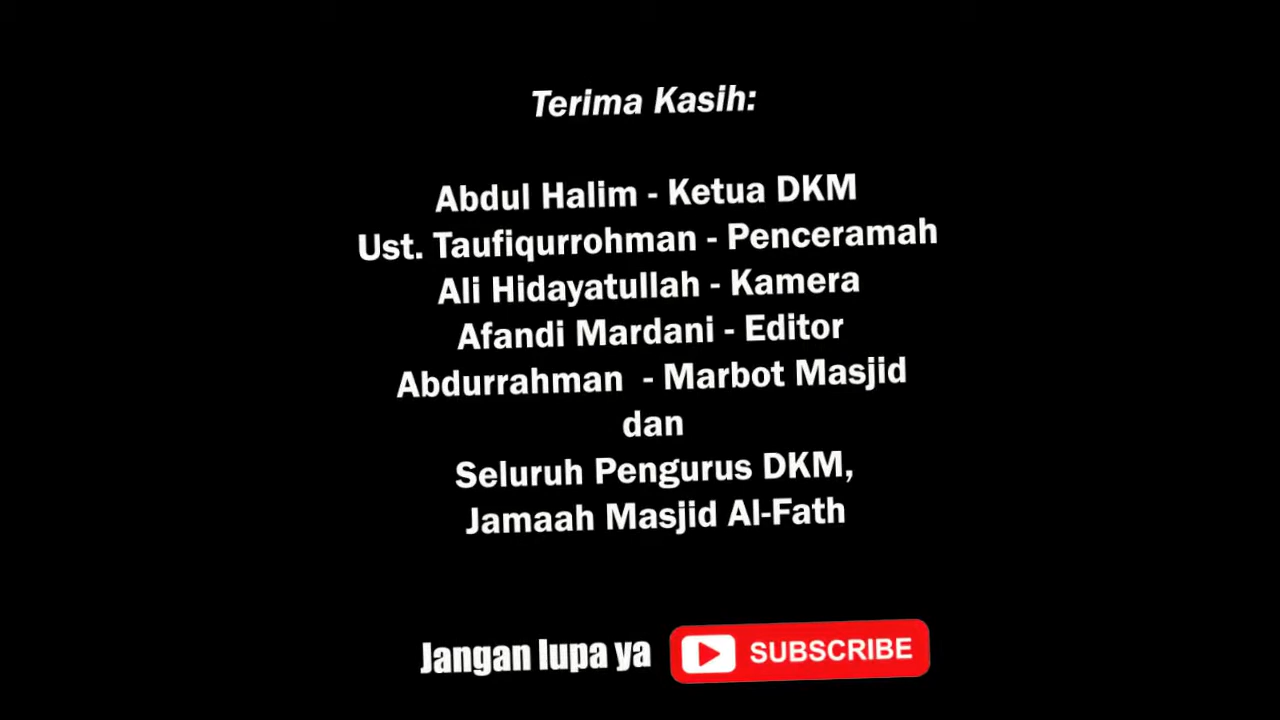 Terima Kasih:
Abdul Halim - Ketua DKM
Ust. Taufiqurrohman - Penceramah
Ali Hidayatullah - Kamera
Afandi Mardani - Editor
Abdurrahman - Marbot Masjid
dan
Seluruh Pengurus DKM,
Jamaah Masjid Al-Fath
Jangan lupa ya SUBSCRIBE